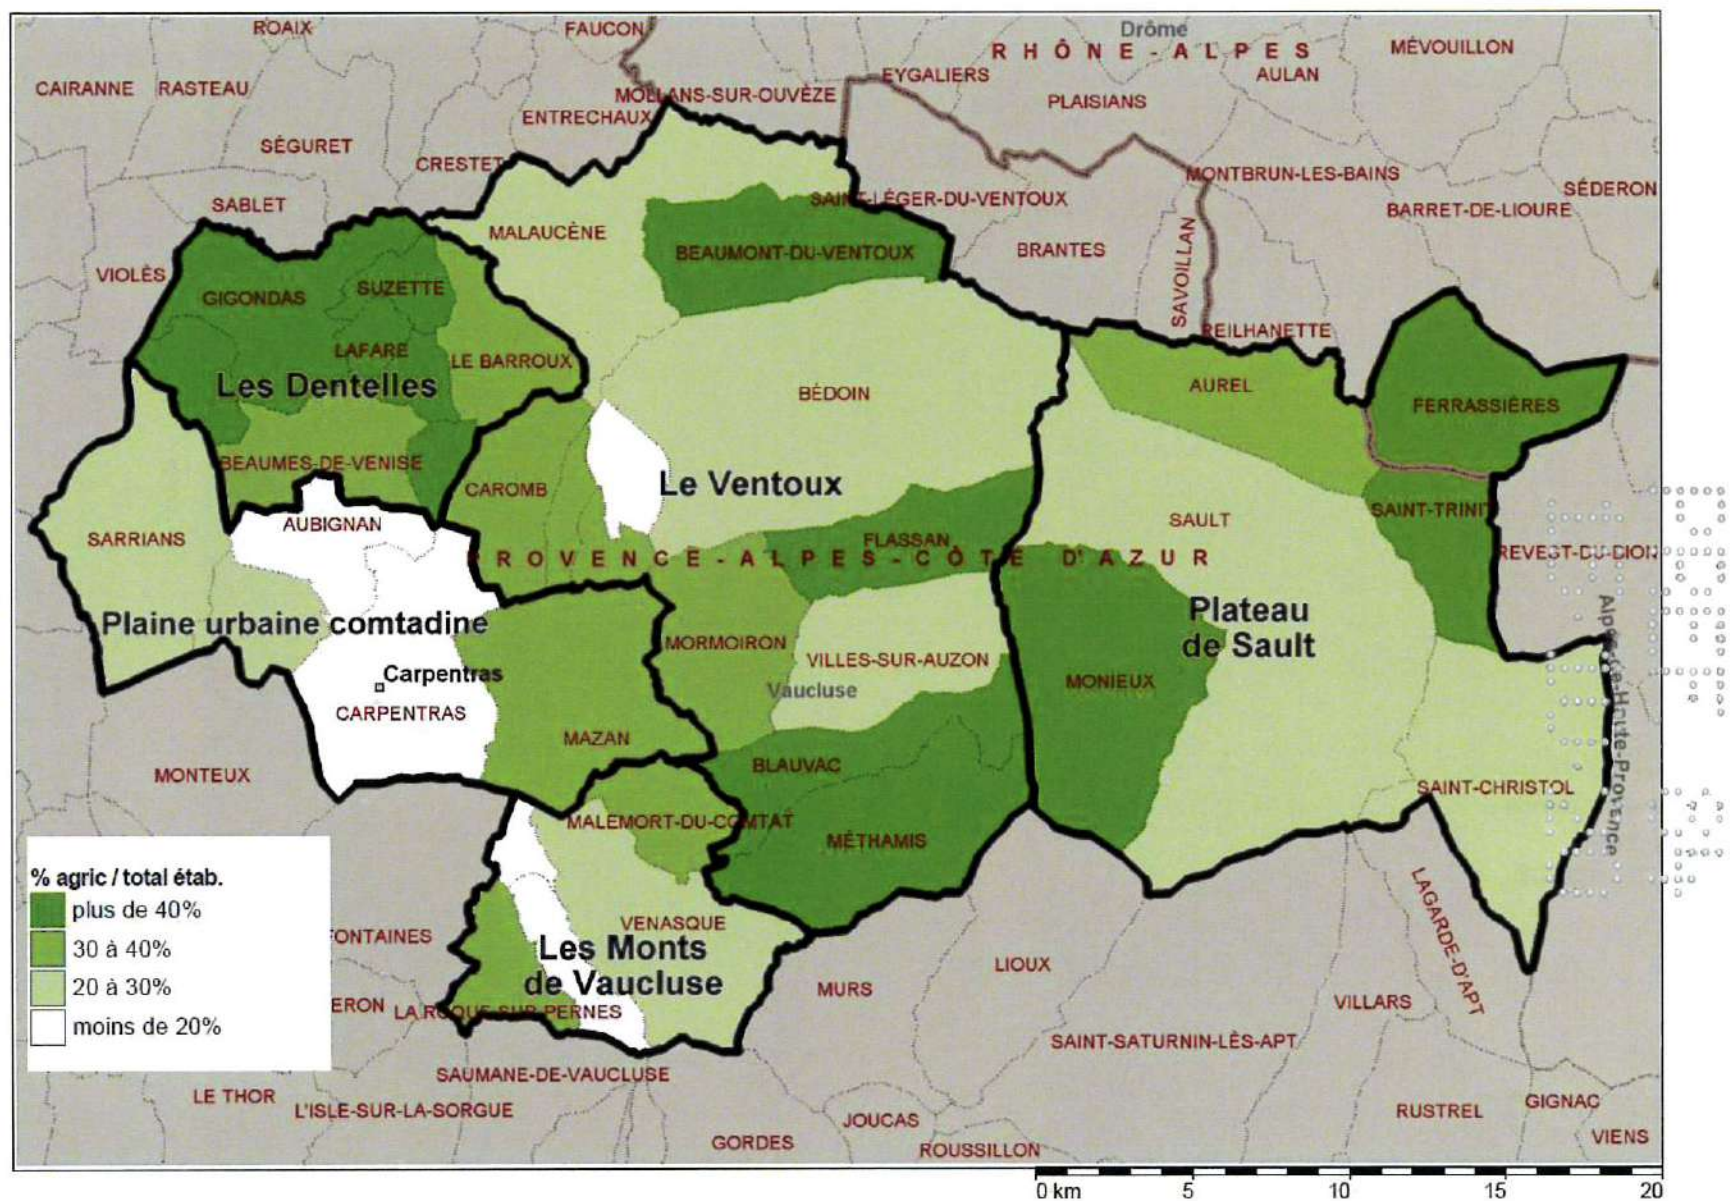 ROAIX
FAUCON
Drôme
RHÔNE-ALPES
MÉVOUILLON
EYGALIERS
AULAN
CAIRANNE
RASTEAU
MOLLANS-SUR-OUVÈZE
PLAISIANS
ENTRECHAUX
SÉGURET
CRESTET
MONTBRUN-LES-BAINS
SÉDERON
SABLET
SAINT-LÉGER-DU-VENTOUX
BARRET-DE-LIOURE
MALAUCÈNE
BEAUMONT-DU-VENTOUX
BRANTES
SAVOILLAN
VIOLÈS
GIGONDAS
SUZETTE
REILHANETTE
LAFARE
LE BARROUX
Les Dentelles
BÉDOIN
AUREL
FERRASSIÈRES
BEAUMES-DE-VENISE
CAROMB
Le Ventoux
SAINT-TRINIT
AUBIGNAN
SARRIANS
FLASSAN
SAULT
PROVENCE-ALPES-CÔTE D'AZUR
REVEST-DU-BION
Plaine urbaine comtadine
Plateau
de Sault
MORMOIRON
VILLES-SUR-AUZON
Vaucluse
Carpentras
CARPENTRAS
MONIEUX
Alpes-de-Haute-Provence
MAZAN
MONTEUX
BLAUVAC
SAINT-CHRISTOL
MALEMORT-DU-COMTAT
MÉTHAMIS
% agric / total étab.
plus de 40%
30 à 40%
20 à 30%
moins de 20%
FONTAINES
VENASQUE
Les Monts
de Vaucluse
LAGARDE-D'APT
LIOUX
MURS
VILLARS
ERON
LA ROQUE-SUR-PERNES
SAINT-SATURNIN-LÈS-APT
SAUMANE-DE-VAUCLUSE
LE THOR
L'ISLE-SUR-LA-SORGUE
JOUCAS
RUSTREL
GIGNAC
GORDES
ROUSSILLON
VIENS
0 km 5 10 15 20